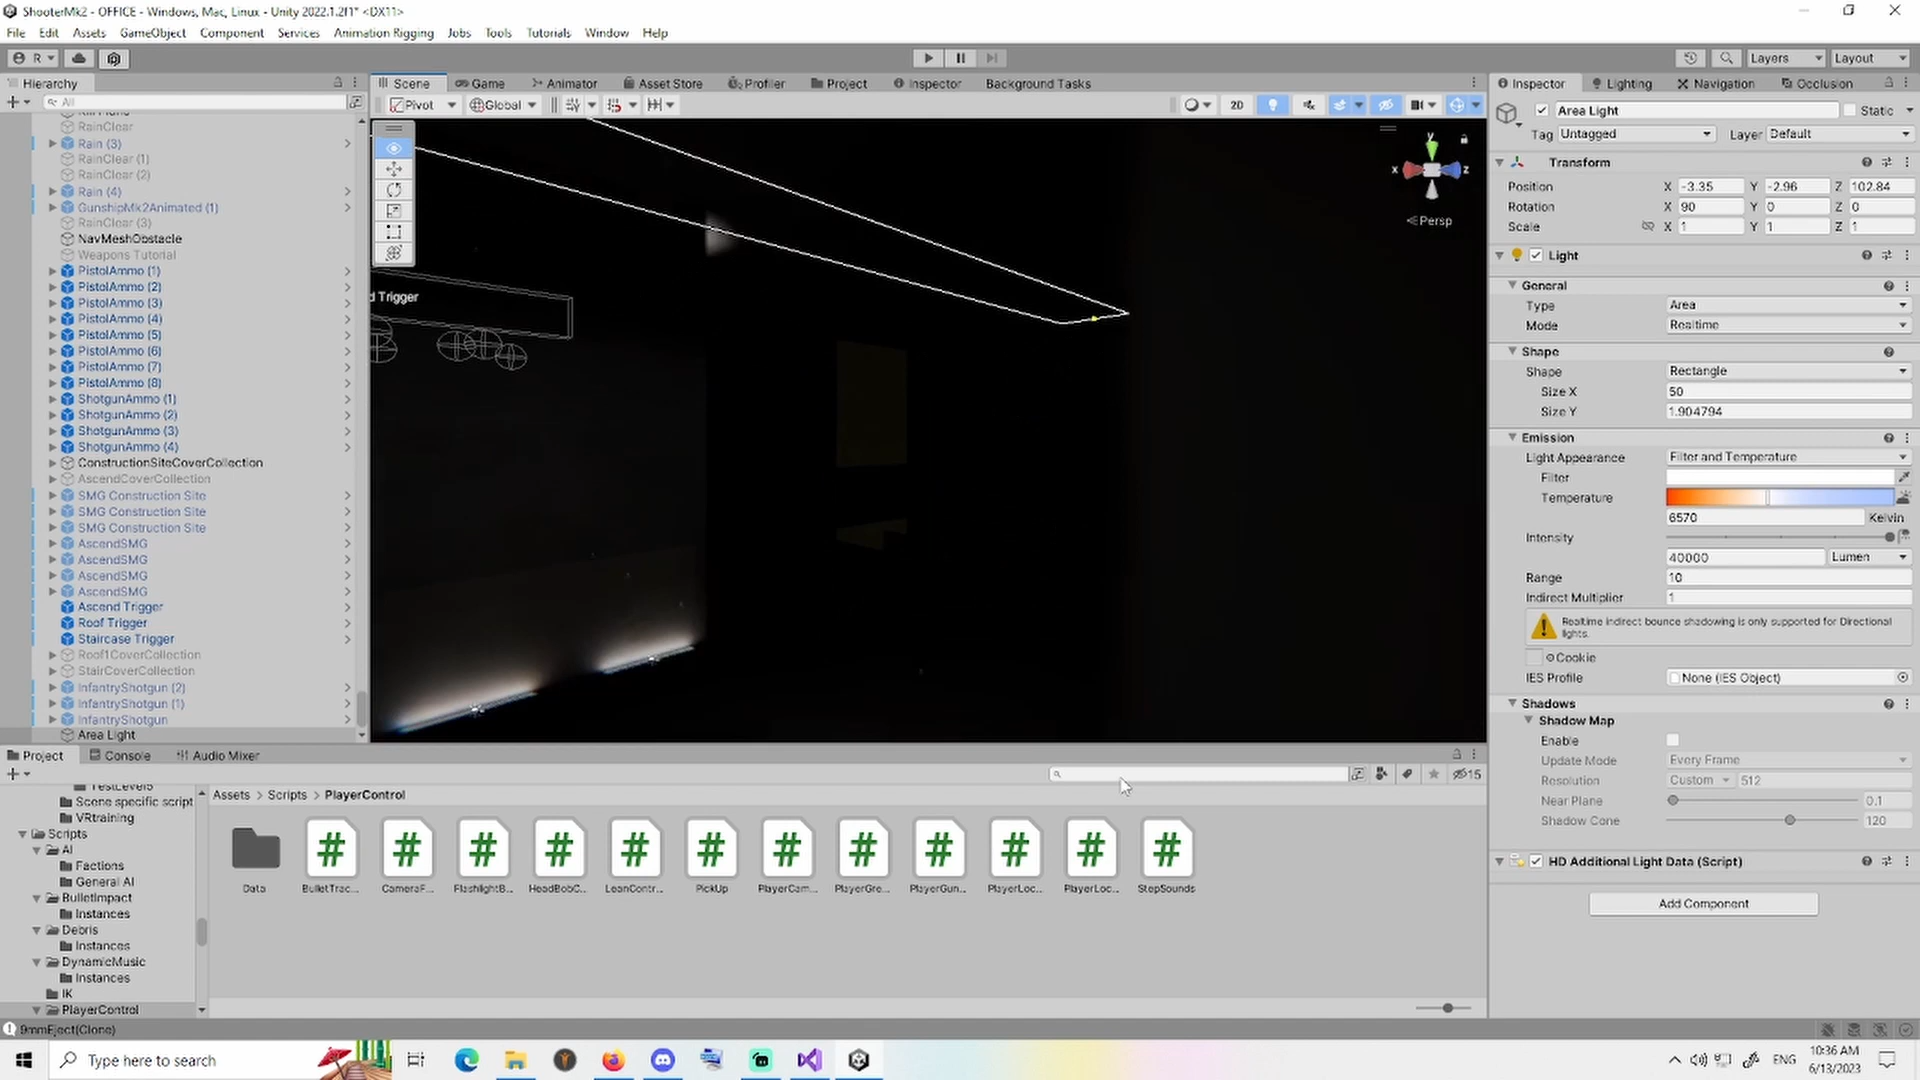 ShooterMk2 - OFFICE - Windows, Mac, Linux - Unity 2022.1.2f1* <DX11>
File Edit Assets GameObject Component Services Animation Rigging Jobs Tools Tutorials Window Help
R Layers Layout
Hierarchy
All
RainClear
Rain (3)
RainClear (1)
RainClear (2)
Rain (4)
GunshipMk2Animated (1)
RainClear (3)
NavMeshObstacle
Weapons Tutorial
PistolAmmo (1)
PistolAmmo (2)
PistolAmmo (3)
PistolAmmo (4)
PistolAmmo (5)
PistolAmmo (6)
PistolAmmo (7)
PistolAmmo (8)
ShotgunAmmo (1)
ShotgunAmmo (2)
ShotgunAmmo (3)
ShotgunAmmo (4)
ConstructionSiteCoverCollection
AscendCoverCollection
SMG Construction Site
SMG Construction Site
SMG Construction Site
AscendSMG
AscendSMG
AscendSMG
AscendSMG
Ascend Trigger
Roof Trigger
Staircase Trigger
Roof1CoverCollection
StairCoverCollection
InfantryShotgun (2)
InfantryShotgun (1)
InfantryShotgun
Area Light
Scene Game Animator Asset Store Profiler Project Inspector Background Tasks
Pivot Global 2D
d Trigger
y
x z
Persp
Inspector Lighting Navigation Occlusion
Area Light Static
Tag Untagged Layer Default
Transform
Position X -3.35 Y -2.96 Z 102.84
Rotation X 90 Y 0 Z 0
Scale X 1 Y 1 Z 1
Light
General
Type Area
Mode Realtime
Shape
Shape Rectangle
Size X 50
Size Y 1.904794
Emission
Light Appearance Filter and Temperature
Filter
Temperature
6570 Kelvin
Intensity
40000 Lumen
Range 10
Indirect Multiplier 1
Realtime indirect bounce shadowing is only supported for Directional
lights.
Cookie
IES Profile None (IES Object)
Shadows
Shadow Map
Enable
Update Mode Every Frame
Resolution Custom 512
Near Plane 0.1
Shadow Cone 120
HD Additional Light Data (Script)
Add Component
Project Console Audio Mixer
15
Scene specific script
VRtraining
Scripts
AI
Factions
General AI
BulletImpact
Instances
Debris
Instances
DynamicMusic
Instances
IK
PlayerControl
Assets > Scripts > PlayerControl
Data BulletTrac... CameraF... FlashlightB... HeadBobC... LeanContr... PickUp PlayerCam... PlayerGre... PlayerGun... PlayerLoc... PlayerLoc... StepSounds
9mmEject(Clone)
Type here to search
ENG
10:36 AM
6/13/2023